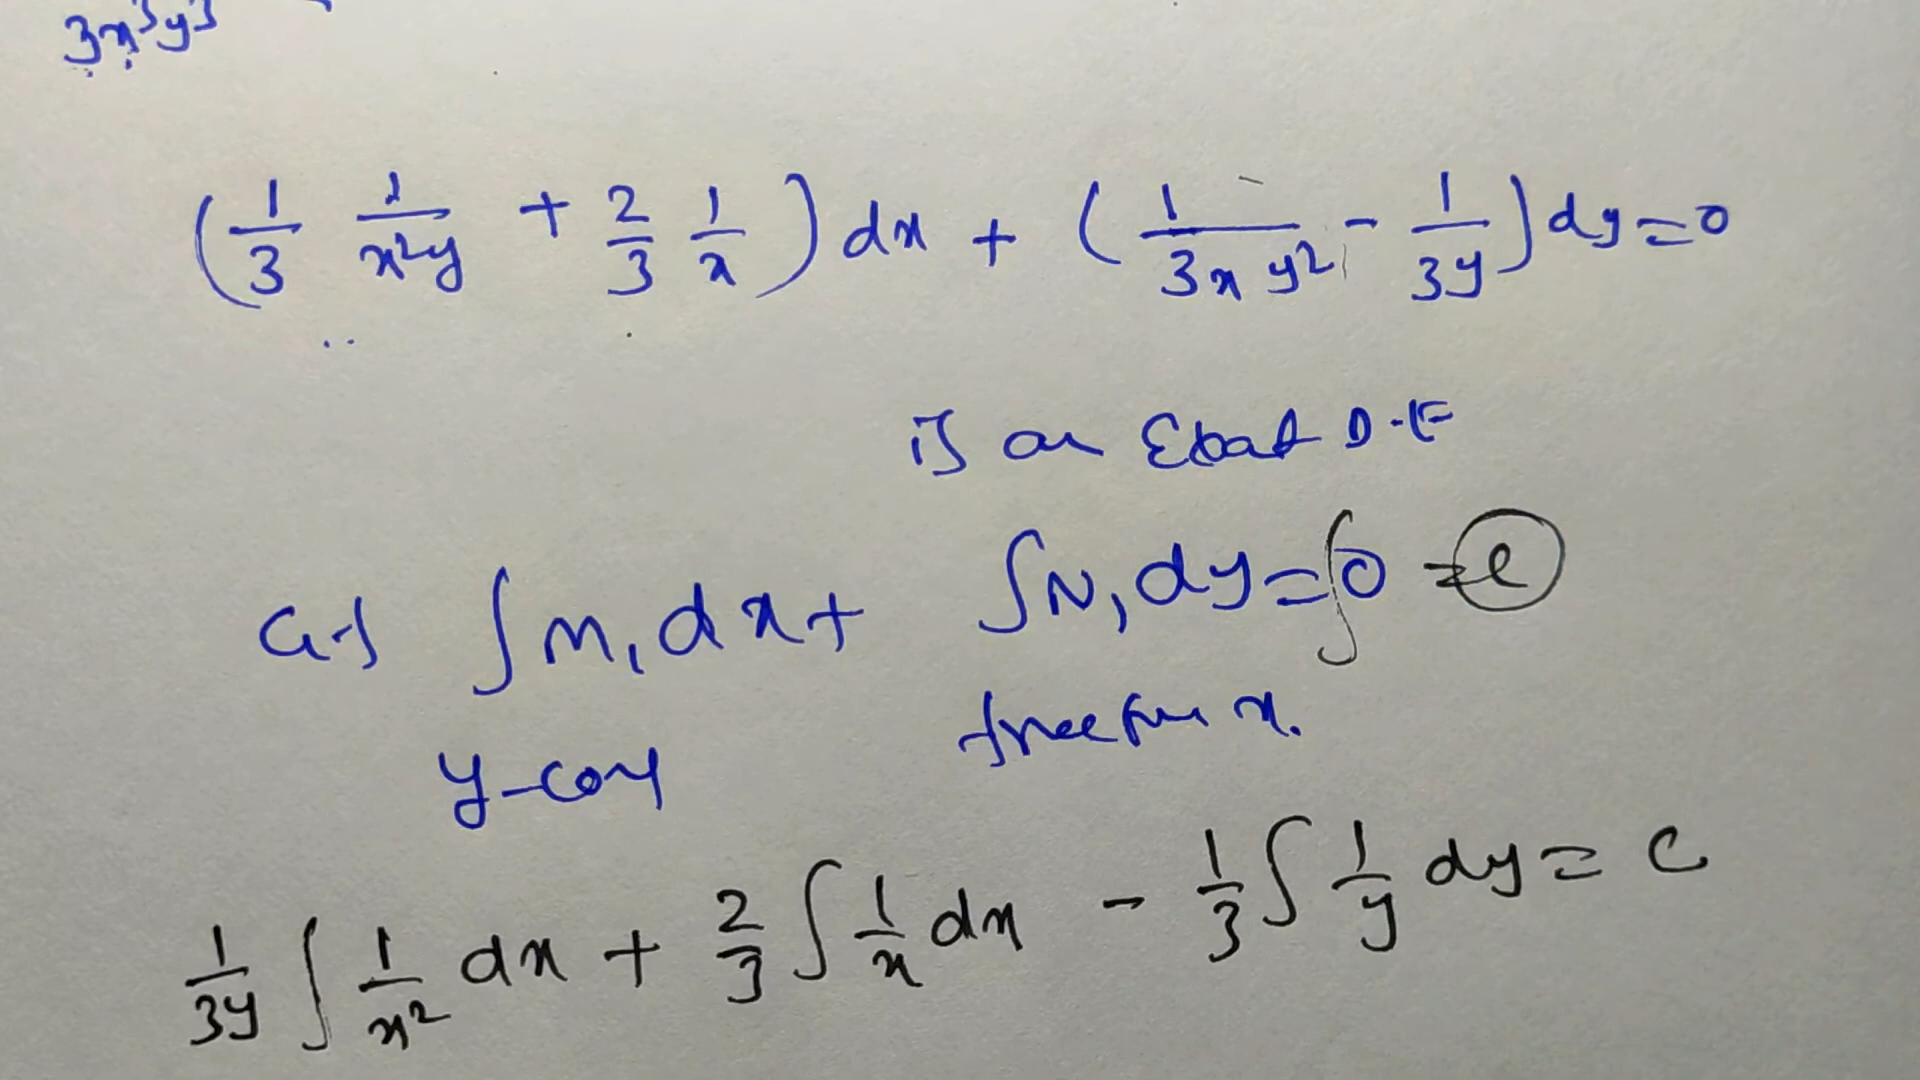 3x³y³
(1/3 1/x²y + 2/3 1/x) dx + (1/3xy² - 1/3y) dy = 0
is an Exact D.E
G.S ∫M₁dx + ∫N₁dy = ∫0 = c
y-cons free from x.
1/3y ∫ 1/x² dx + 2/3 ∫ 1/x dx - 1/3 ∫ 1/y dy = c